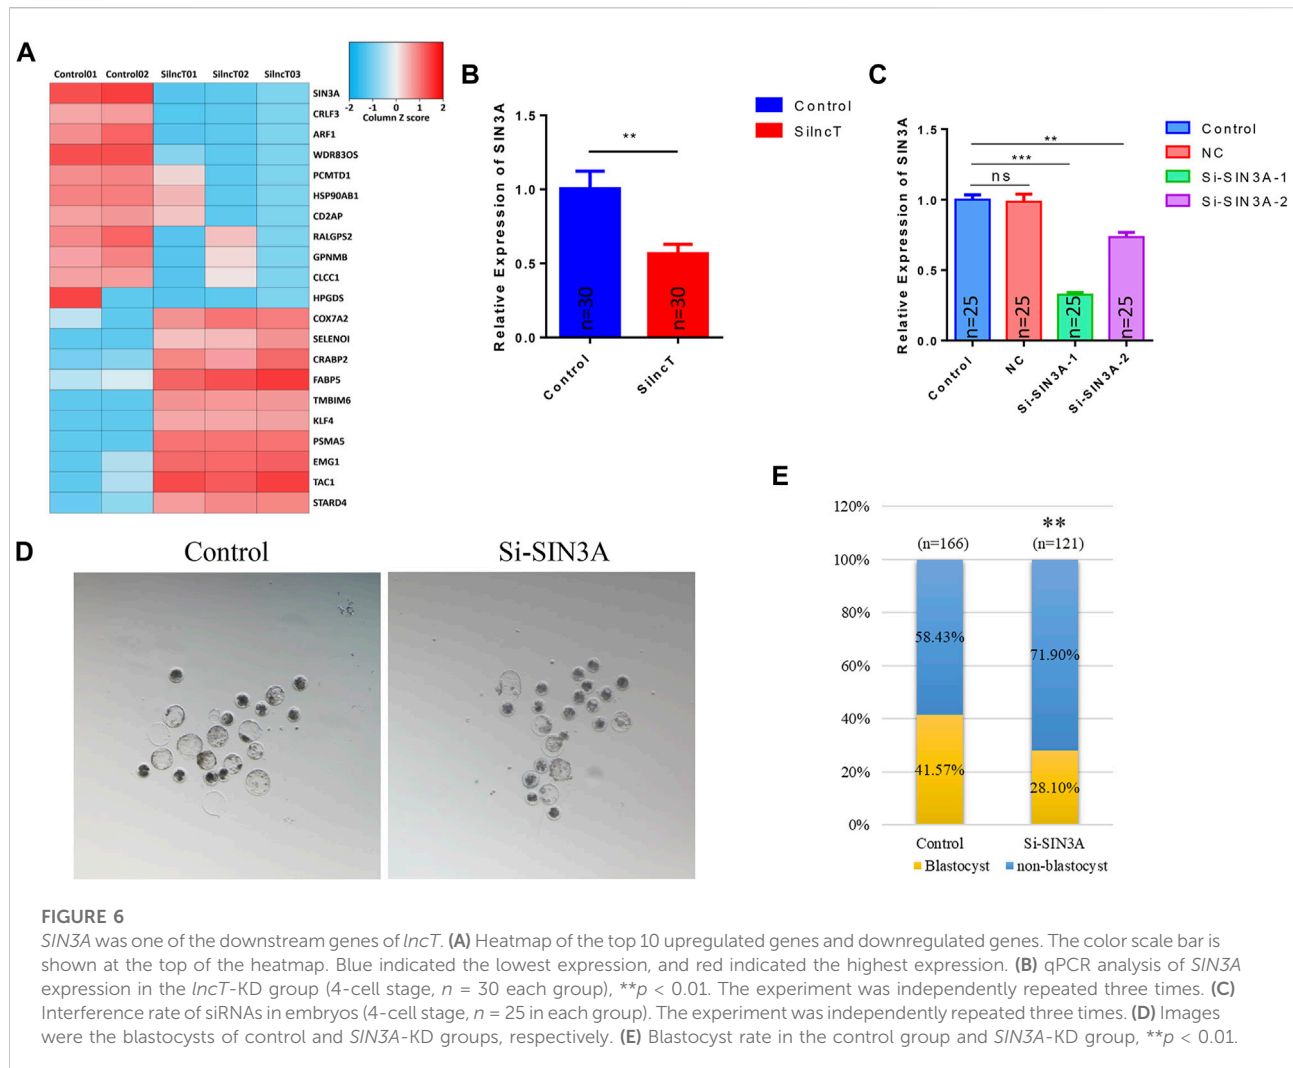 A
Control01 Control02 SilncT01 SilncT02 SilncT03
-2 -1 0 1 2
Column Z score
SIN3A
CRLF3
ARF1
WDR83OS
PCMTD1
HSP90AB1
CD2AP
RALGPS2
GPNMB
CLCC1
HPGDS
COX7A2
SELENOI
CRABP2
FABP5
TMBIM6
KLF4
PSMA5
EMG1
TAC1
STARD4
B
Relative Expression of SIN3A
1.5
1.0
0.5
0.0
**
n=30
n=30
Control
SilncT
Control
SilncT
C
Relative Expression of SIN3A
1.5
1.0
0.5
0.0
**
***
ns
n=25
n=25
n=25
n=25
Control
NC
Si-SIN3A-1
Si-SIN3A-2
Control
NC
Si-SIN3A-1
Si-SIN3A-2
D
Control
Si-SIN3A
E
120%
100%
80%
60%
40%
20%
0%
**
(n=166) (n=121)
58.43%
71.90%
41.57%
28.10%
Control Si-SIN3A
Blastocyst non-blastocyst
FIGURE 6
SIN3A was one of the downstream genes of lncT. (A) Heatmap of the top 10 upregulated genes and downregulated genes. The color scale bar is
shown at the top of the heatmap. Blue indicated the lowest expression, and red indicated the highest expression. (B) qPCR analysis of SIN3A
expression in the lncT-KD group (4-cell stage, n = 30 each group), **p < 0.01. The experiment was independently repeated three times. (C)
Interference rate of siRNAs in embryos (4-cell stage, n = 25 in each group). The experiment was independently repeated three times. (D) Images
were the blastocysts of control and SIN3A-KD groups, respectively. (E) Blastocyst rate in the control group and SIN3A-KD group, **p < 0.01.